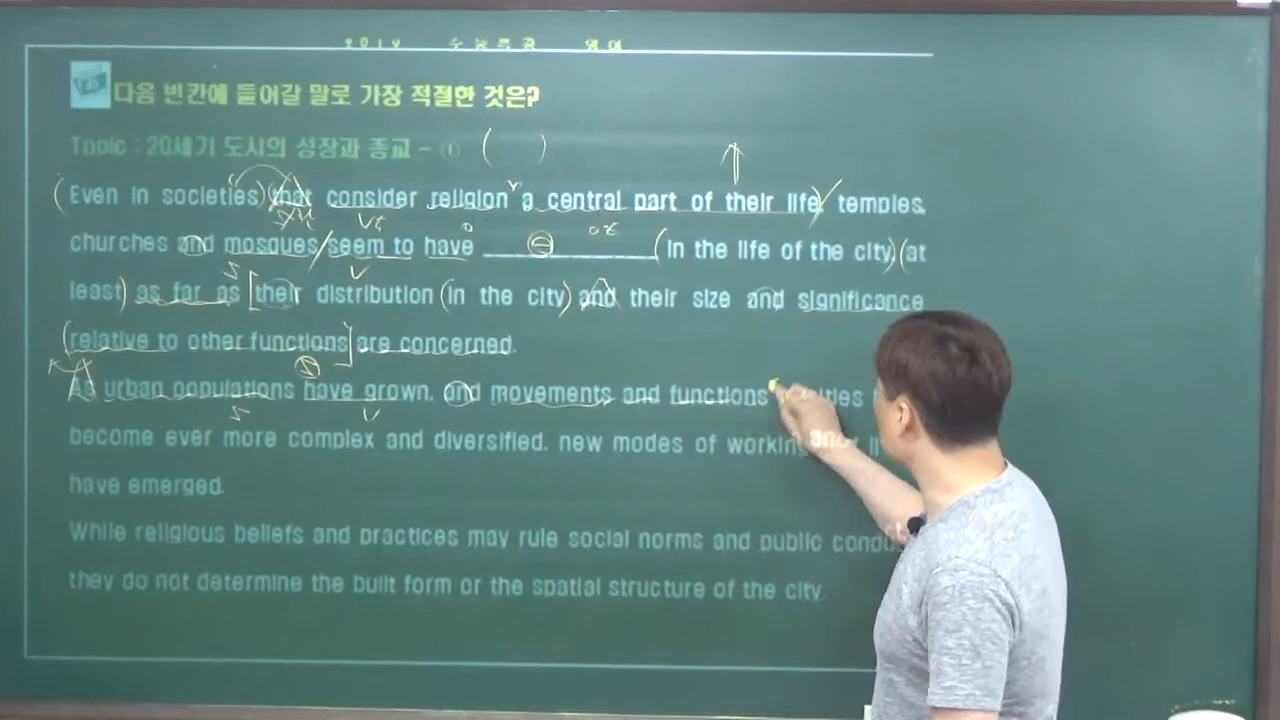 2019 수능특강 영어
다음 빈칸에 들어갈 말로 가장 적절한 것은?
Topic : 20세기 도시의 성장과 종교 - ① ( )
(Even in societies) (that consider religion a central part of their life) / temples,
churches and mosques / seem to have ____________ (in the life of the city) (at
least) as far as [their distribution (in the city) and their size and significance
(relative to other functions] are concerned.
As urban populations have grown, and movements and functions
become ever more complex and diversified, new modes of working and
have emerged.
While religious beliefs and practices may rule social norms and public
they do not determine the built form or the spatial structure of the city.